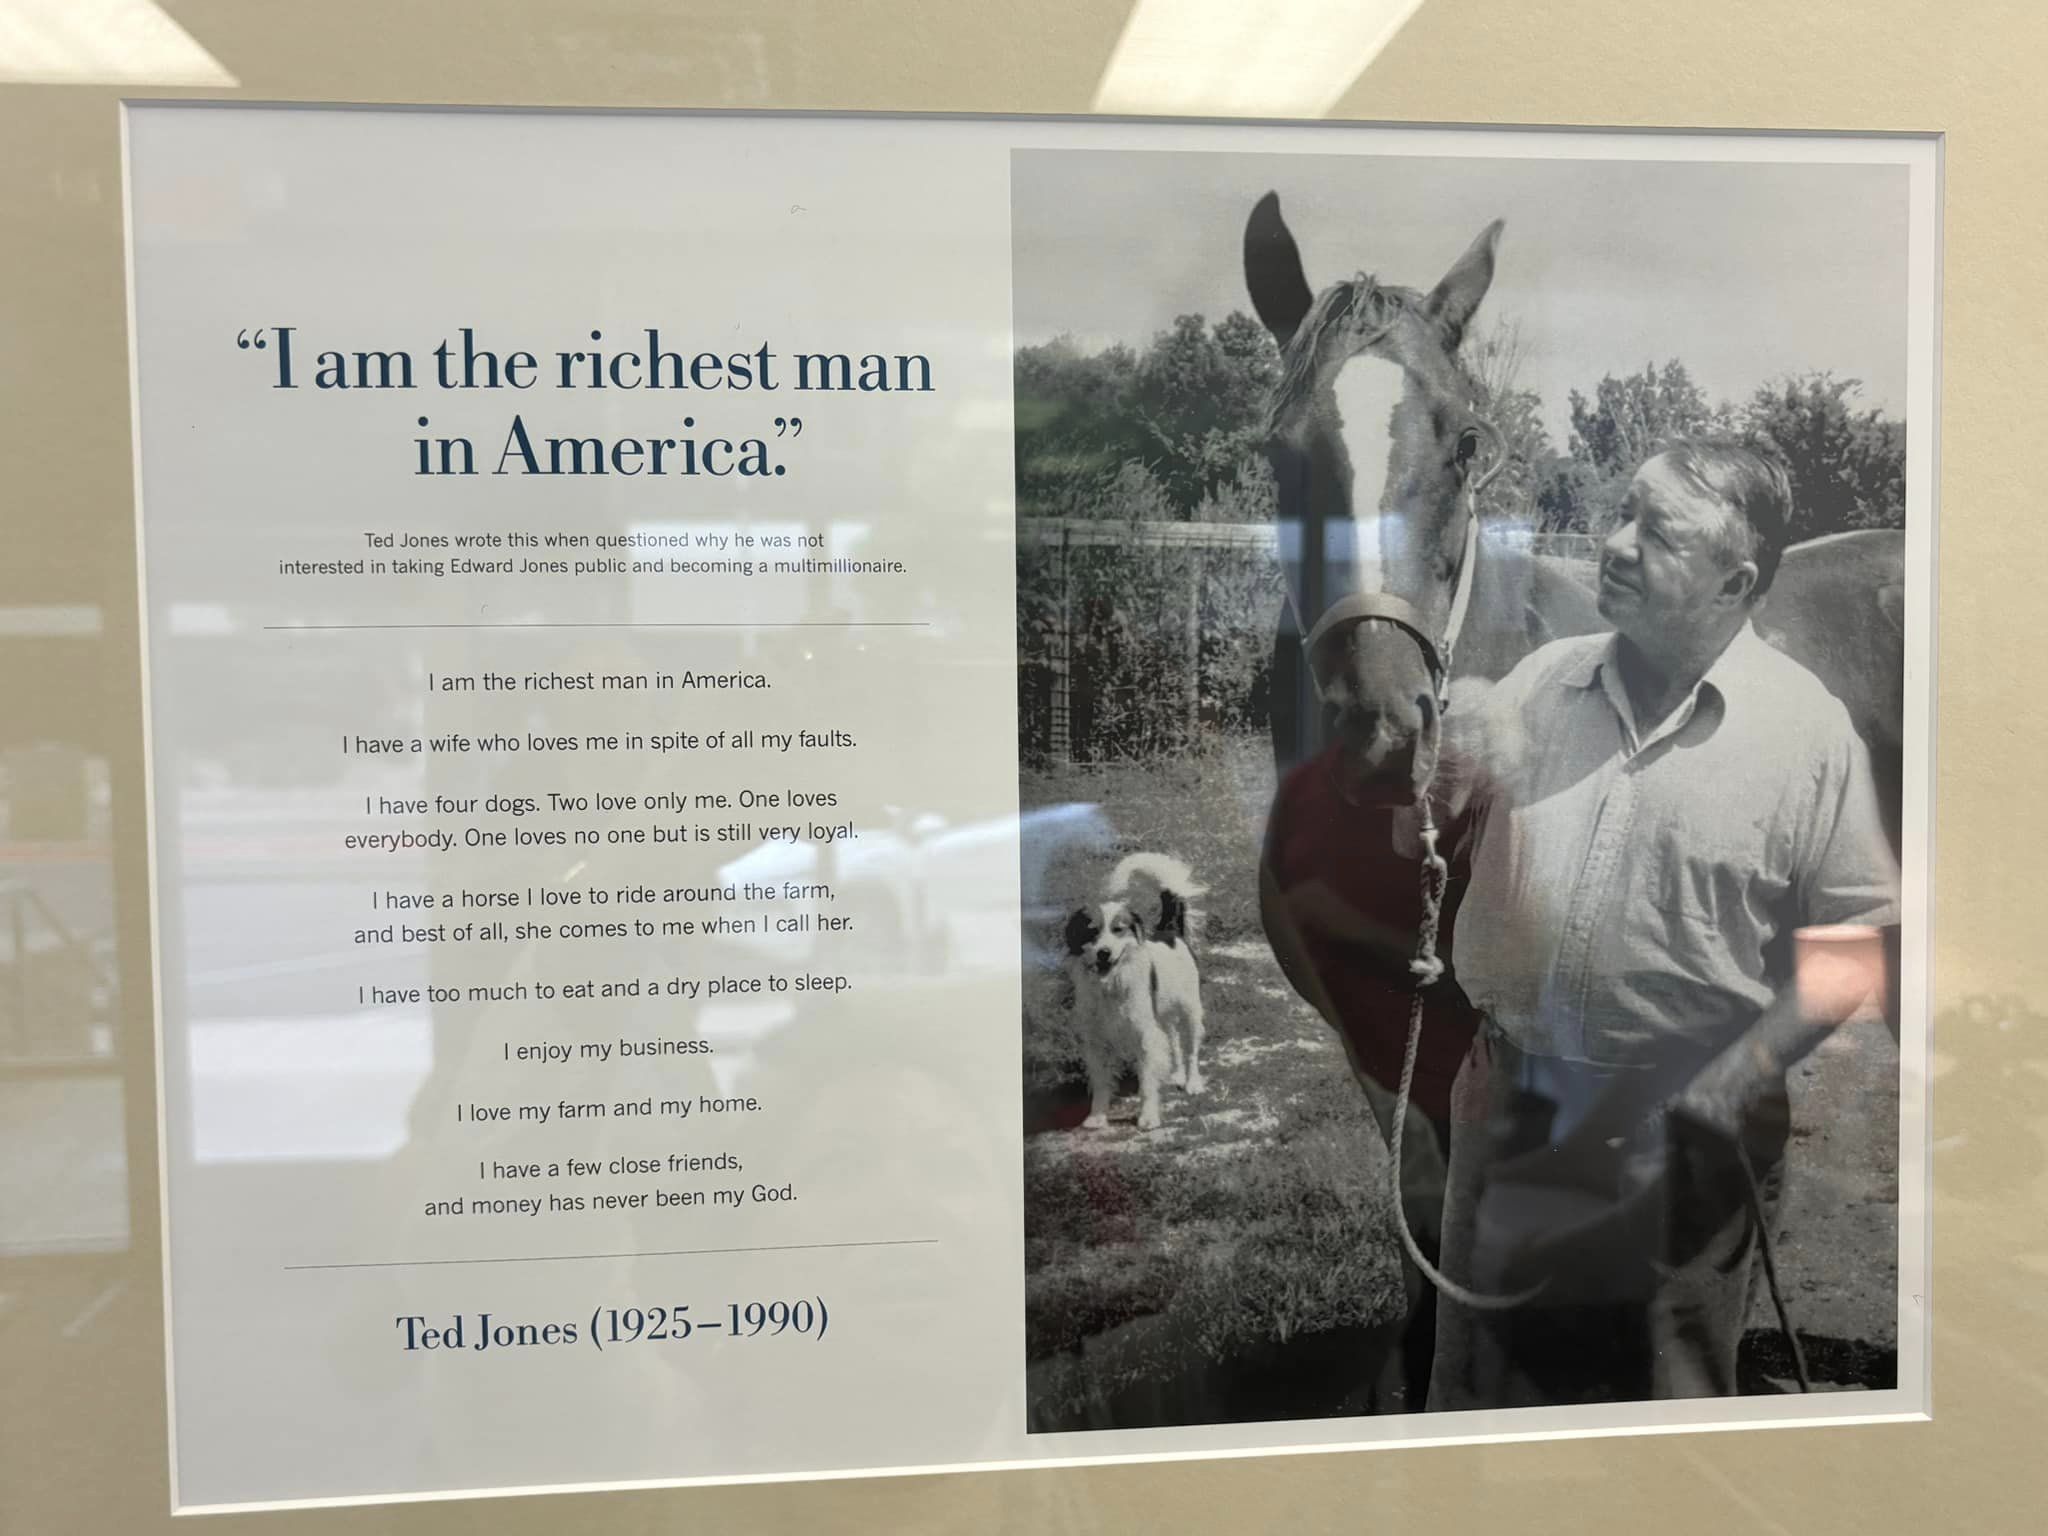 “I am the richest man
in America.”
Ted Jones wrote this when questioned why he was not
interested in taking Edward Jones public and becoming a multimillionaire.
I am the richest man in America.
I have a wife who loves me in spite of all my faults.
I have four dogs. Two love only me. One loves
everybody. One loves no one but is still very loyal.
I have a horse I love to ride around the farm,
and best of all, she comes to me when I call her.
I have too much to eat and a dry place to sleep.
I enjoy my business.
I love my farm and my home.
I have a few close friends,
and money has never been my God.
Ted Jones (1925–1990)